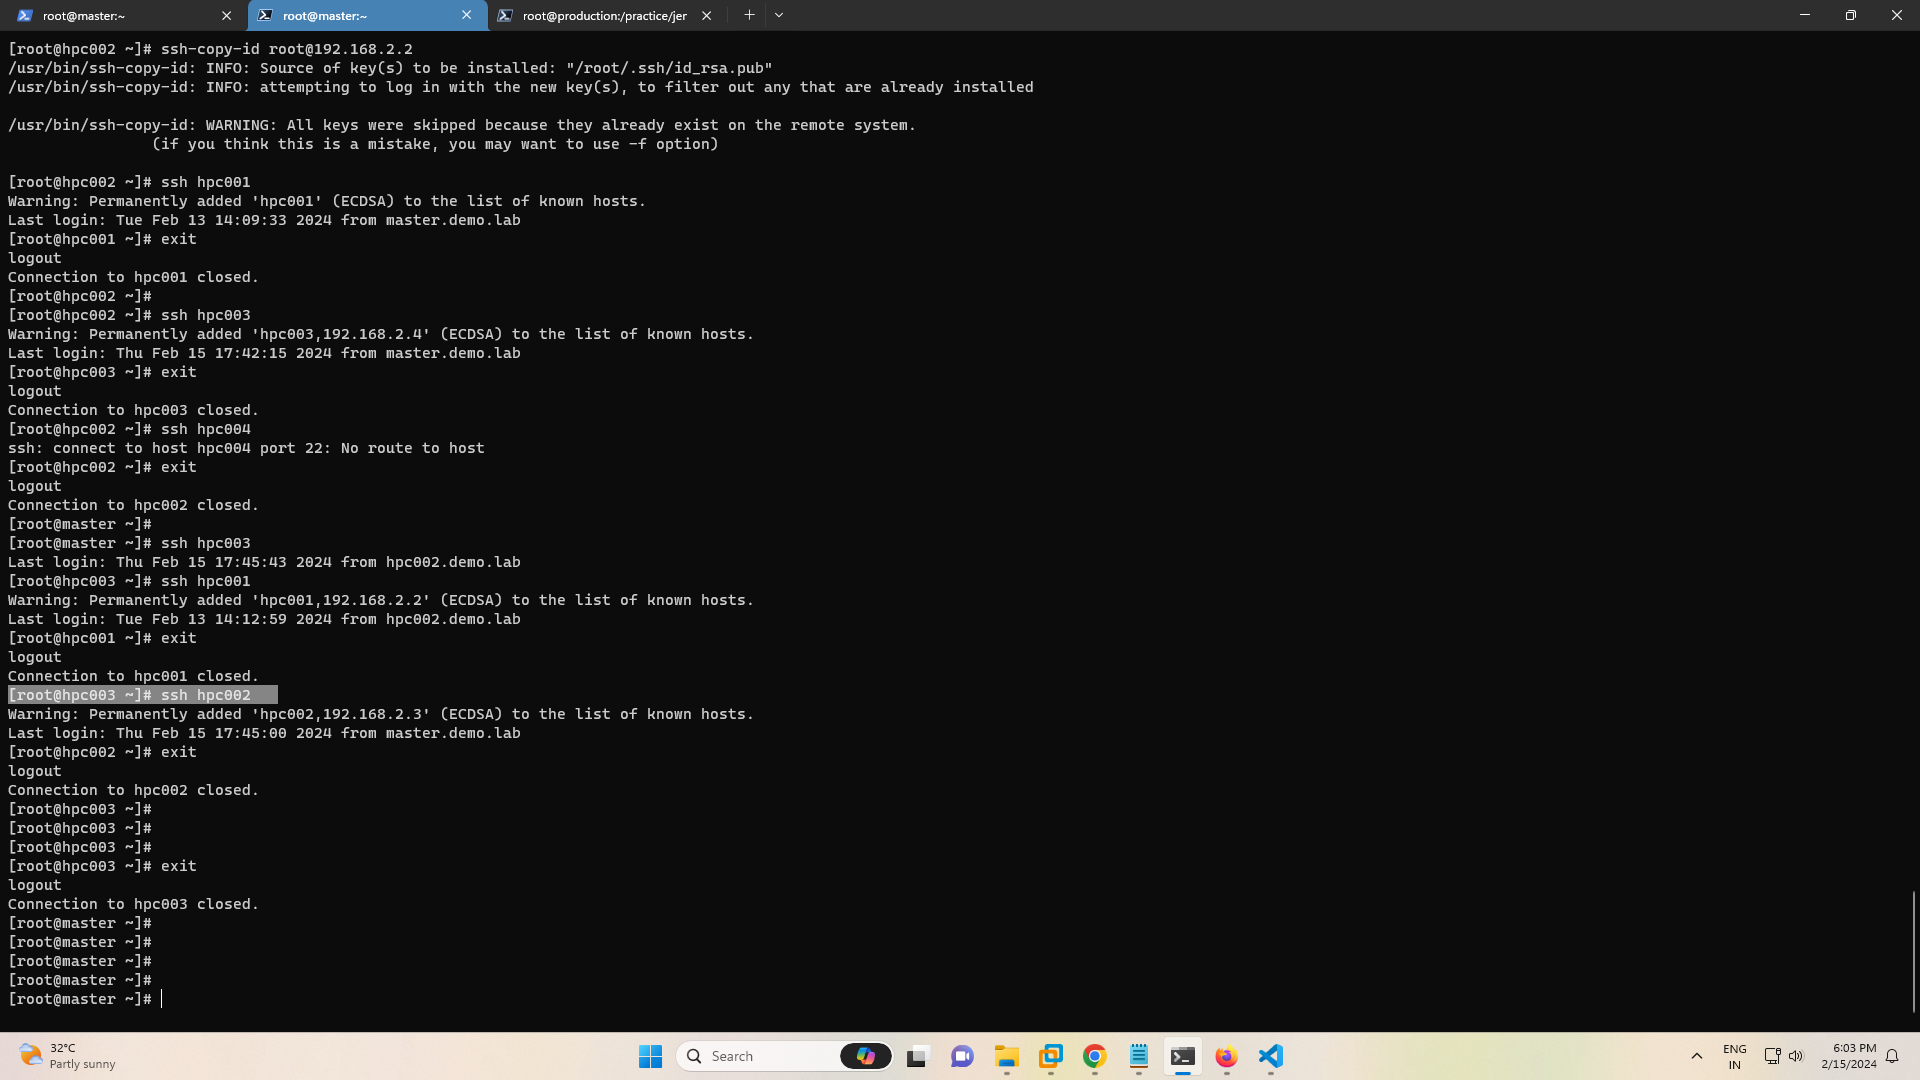 root@master:~
root@master:~
root@production:/practice/jer
[root@hpc002 ~]# ssh-copy-id root@192.168.2.2
/usr/bin/ssh-copy-id: INFO: Source of key(s) to be installed: "/root/.ssh/id_rsa.pub"
/usr/bin/ssh-copy-id: INFO: attempting to log in with the new key(s), to filter out any that are already installed
/usr/bin/ssh-copy-id: WARNING: All keys were skipped because they already exist on the remote system.
(if you think this is a mistake, you may want to use -f option)
[root@hpc002 ~]# ssh hpc001
Warning: Permanently added 'hpc001' (ECDSA) to the list of known hosts.
Last login: Tue Feb 13 14:09:33 2024 from master.demo.lab
[root@hpc001 ~]# exit
logout
Connection to hpc001 closed.
[root@hpc002 ~]#
[root@hpc002 ~]# ssh hpc003
Warning: Permanently added 'hpc003,192.168.2.4' (ECDSA) to the list of known hosts.
Last login: Thu Feb 15 17:42:15 2024 from master.demo.lab
[root@hpc003 ~]# exit
logout
Connection to hpc003 closed.
[root@hpc002 ~]# ssh hpc004
ssh: connect to host hpc004 port 22: No route to host
[root@hpc002 ~]# exit
logout
Connection to hpc002 closed.
[root@master ~]#
[root@master ~]# ssh hpc003
Last login: Thu Feb 15 17:45:43 2024 from hpc002.demo.lab
[root@hpc003 ~]# ssh hpc001
Warning: Permanently added 'hpc001,192.168.2.2' (ECDSA) to the list of known hosts.
Last login: Tue Feb 13 14:12:59 2024 from hpc002.demo.lab
[root@hpc001 ~]# exit
logout
Connection to hpc001 closed.
[root@hpc003 ~]# ssh hpc002
Warning: Permanently added 'hpc002,192.168.2.3' (ECDSA) to the list of known hosts.
Last login: Thu Feb 15 17:45:00 2024 from master.demo.lab
[root@hpc002 ~]# exit
logout
Connection to hpc002 closed.
[root@hpc003 ~]#
[root@hpc003 ~]#
[root@hpc003 ~]#
[root@hpc003 ~]# exit
logout
Connection to hpc003 closed.
[root@master ~]#
[root@master ~]#
[root@master ~]#
[root@master ~]#
[root@master ~]#
32°C
Partly sunny
Search
ENG
IN
6:03 PM
2/15/2024